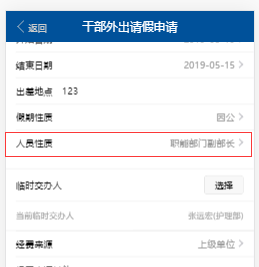 返回 干部外出请假申请
结束日期 2019-05-15
出差地点 123
假期性质 因公
人员性质 职能部门副部长
临时交办人 选择
当前临时交办人 张远宏(护理部)
经费来源 上级单位